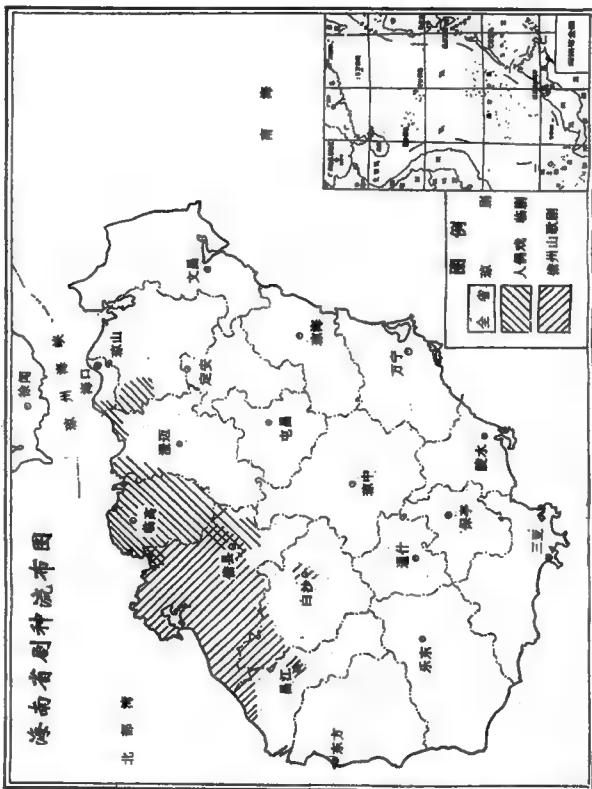 海南省剧种流布图
北部湾
琼州海峡
南海
徐闻
海口
琼山
文昌
临高
澄迈
定安
儋县
屯昌
琼海
白沙
琼中
万宁
昌江
东方
乐东
通什
保亭
陵水
三亚
图例
全省
琼剧
人偶戏 临剧
儋州山歌剧